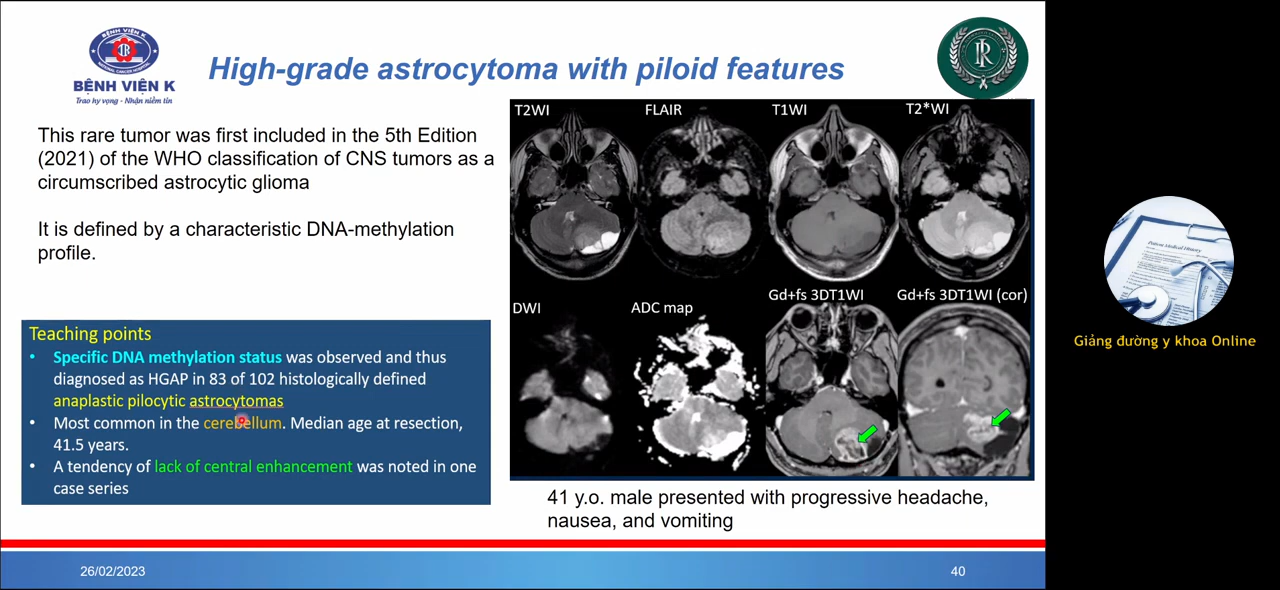 BỆNH VIỆN K
Trao hy vọng - Nhận niềm tin
High-grade astrocytoma with piloid features
This rare tumor was first included in the 5th Edition
(2021) of the WHO classification of CNS tumors as a
circumscribed astrocytic glioma
It is defined by a characteristic DNA-methylation
profile.
Teaching points
• Specific DNA methylation status was observed and thus
diagnosed as HGAP in 83 of 102 histologically defined
anaplastic pilocytic astrocytomas
• Most common in the cerebellum. Median age at resection,
41.5 years.
• A tendency of lack of central enhancement was noted in one
case series
T2WI
FLAIR
T1WI
T2*WI
DWI
ADC map
Gd+fs 3DT1WI
Gd+fs 3DT1WI (cor)
41 y.o. male presented with progressive headache,
nausea, and vomiting
26/02/2023
40
Patient Medical History
Giảng đường y khoa Online